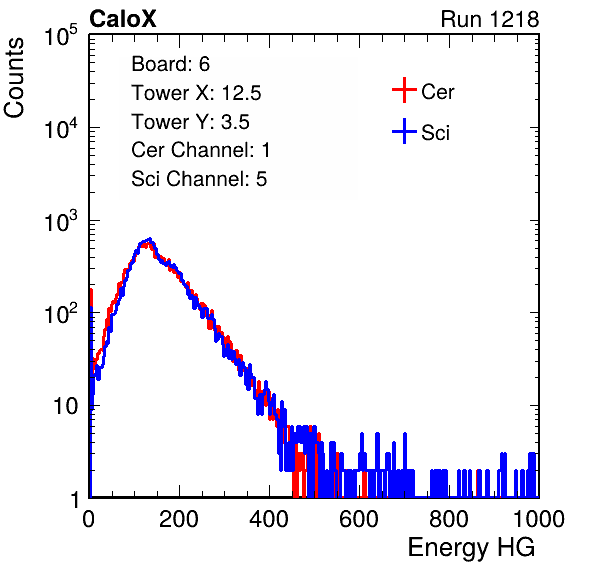 CaloX Run 1218
Counts
10^5
10^4
10^3
10^2
10
1
Board: 6
Tower X: 12.5
Tower Y: 3.5
Cer Channel: 1
Sci Channel: 5
Cer
Sci
0 200 400 600 800 1000
Energy HG